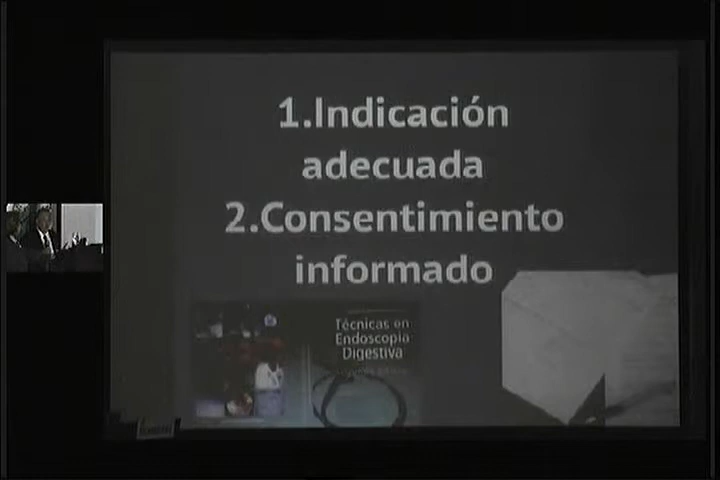 1.Indicación
adecuada
2.Consentimiento
informado
Técnicas en
Endoscopia
Digestiva